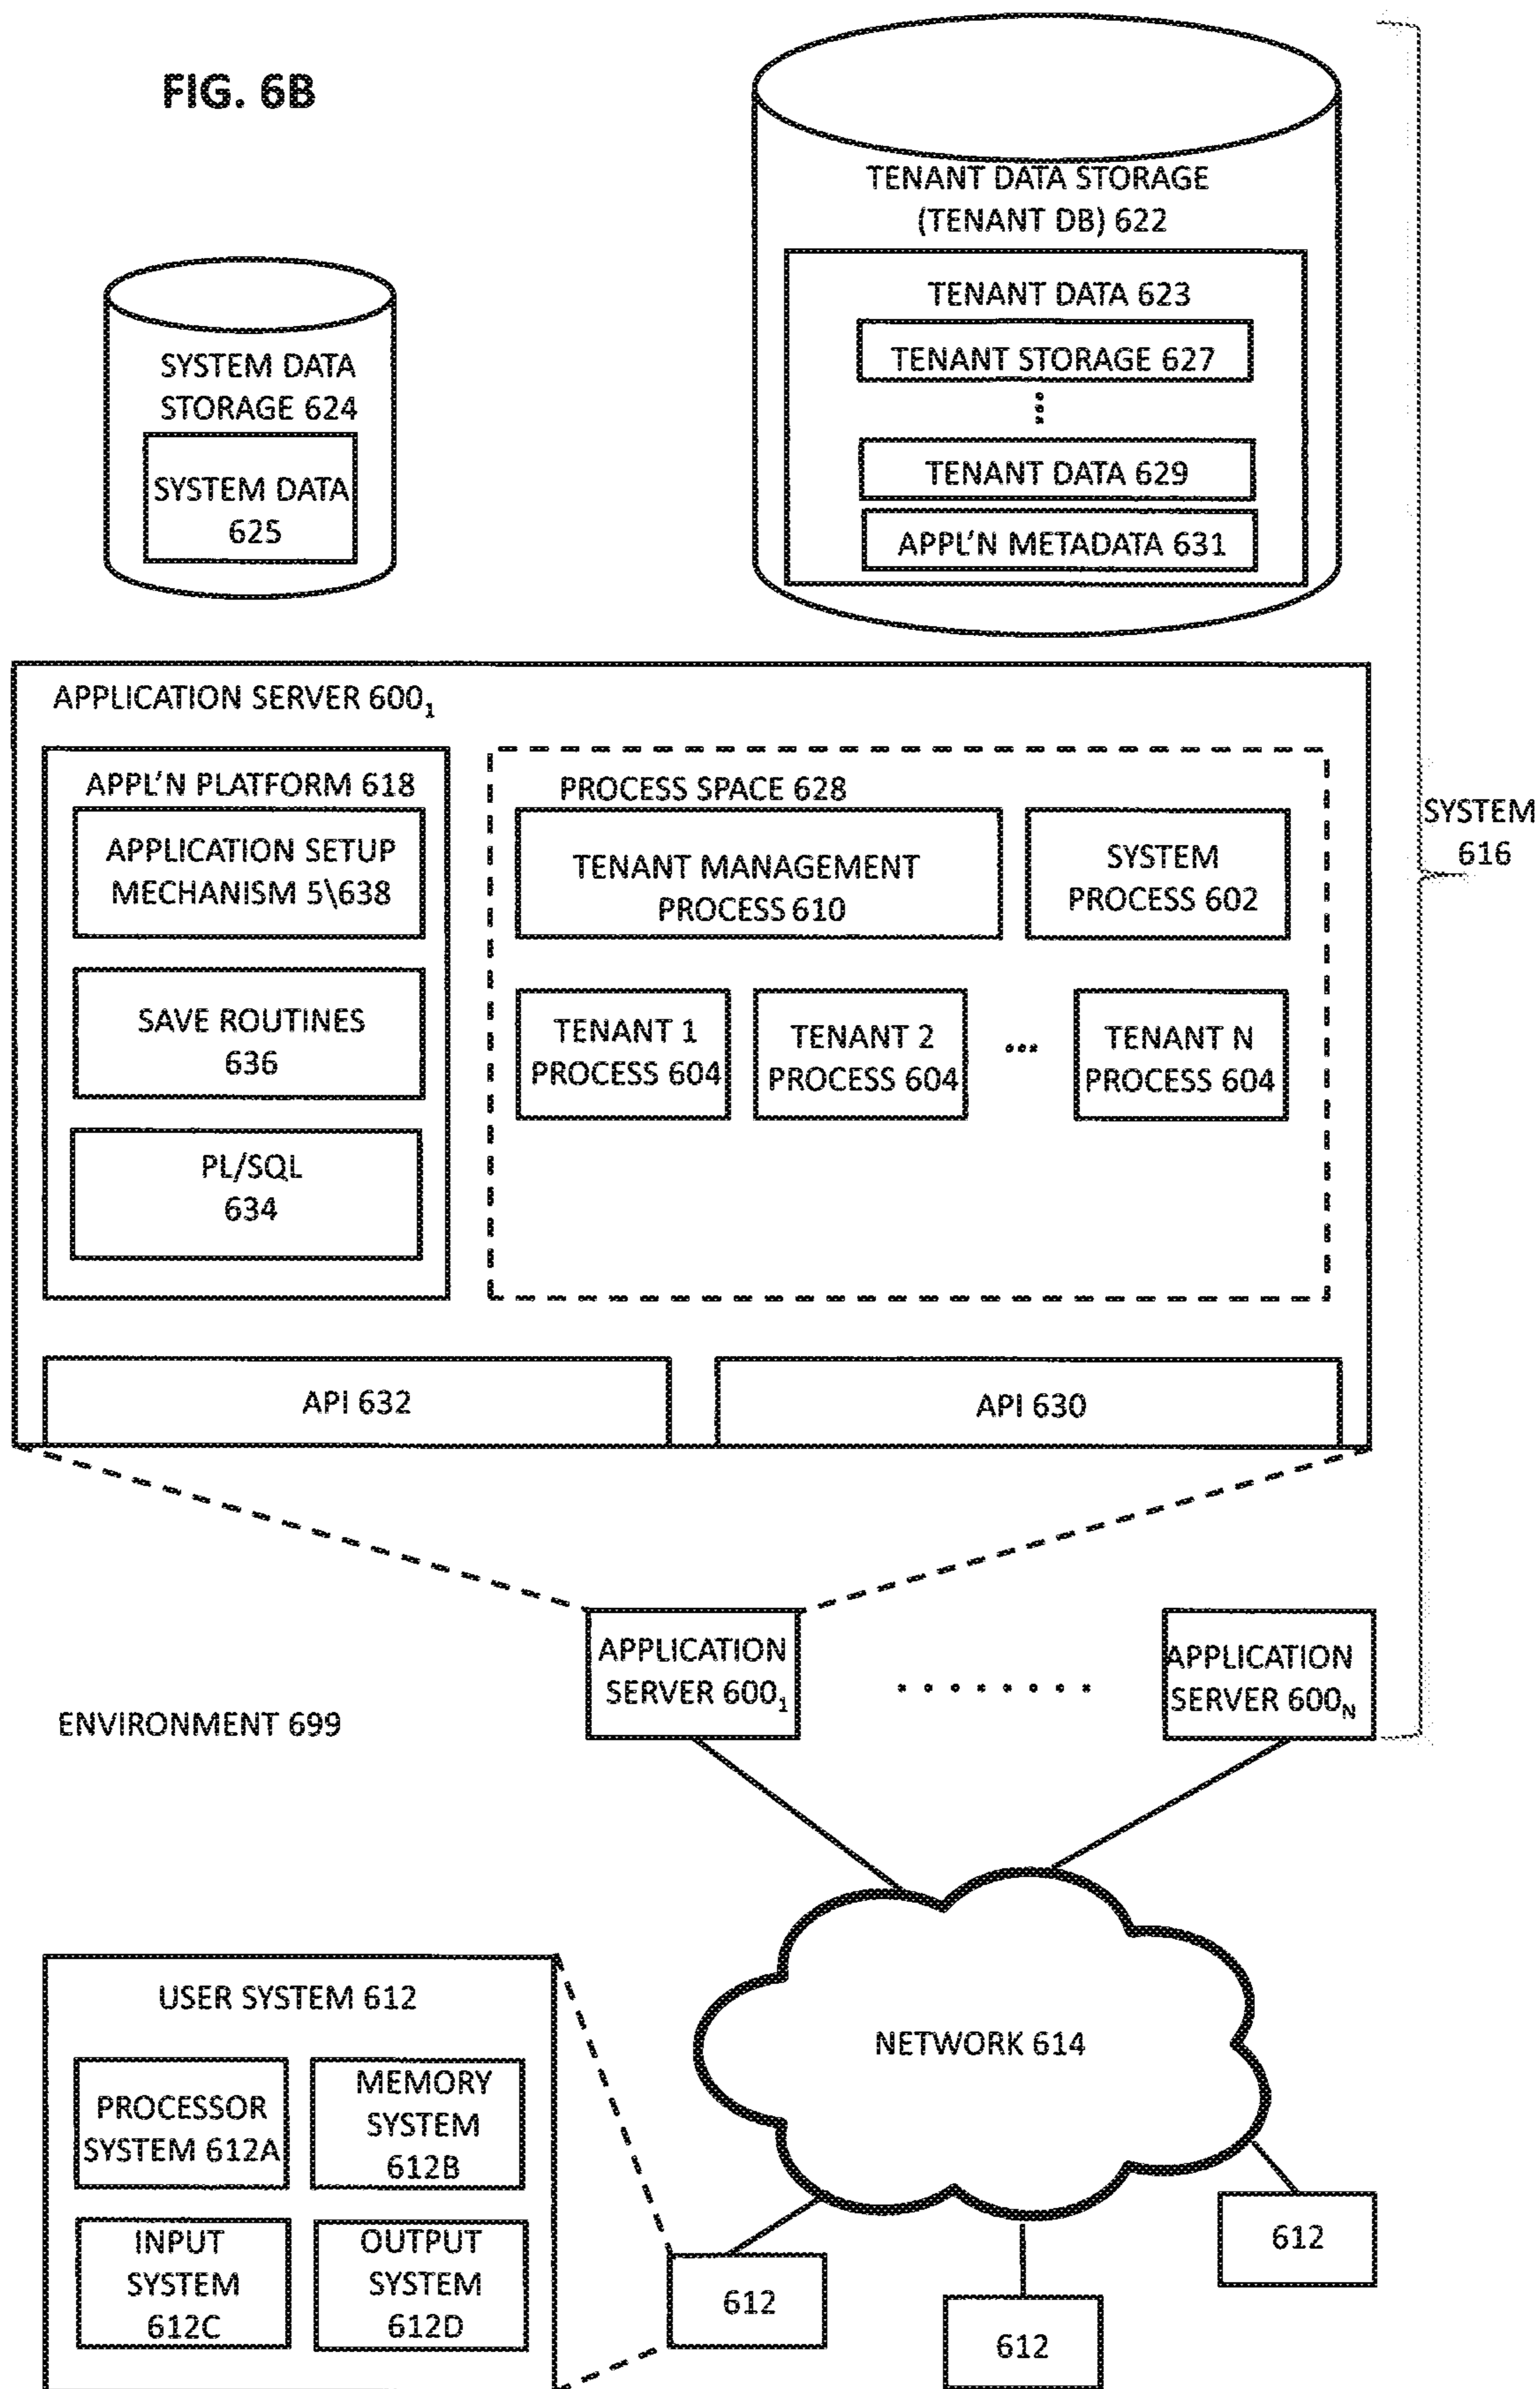 FIG. 6B
TENANT DATA STORAGE
(TENANT DB) 622
TENANT DATA 623
TENANT STORAGE 627
TENANT DATA 629
APPL'N METADATA 631
SYSTEM DATA
STORAGE 624
SYSTEM DATA
625
SYSTEM
616
APPLICATION SERVER 600₁
APPL'N PLATFORM 618
APPLICATION SETUP
MECHANISM 5\638
SAVE ROUTINES
636
PL/SQL
634
PROCESS SPACE 628
TENANT MANAGEMENT
PROCESS 610
SYSTEM
PROCESS 602
TENANT 1
PROCESS 604
TENANT 2
PROCESS 604
...
TENANT N
PROCESS 604
API 632
API 630
APPLICATION
SERVER 600₁
. . . . . . . .
APPLICATION
SERVER 600N
ENVIRONMENT 699
NETWORK 614
USER SYSTEM 612
PROCESSOR
SYSTEM 612A
MEMORY
SYSTEM
612B
INPUT
SYSTEM
612C
OUTPUT
SYSTEM
612D
612
612
612